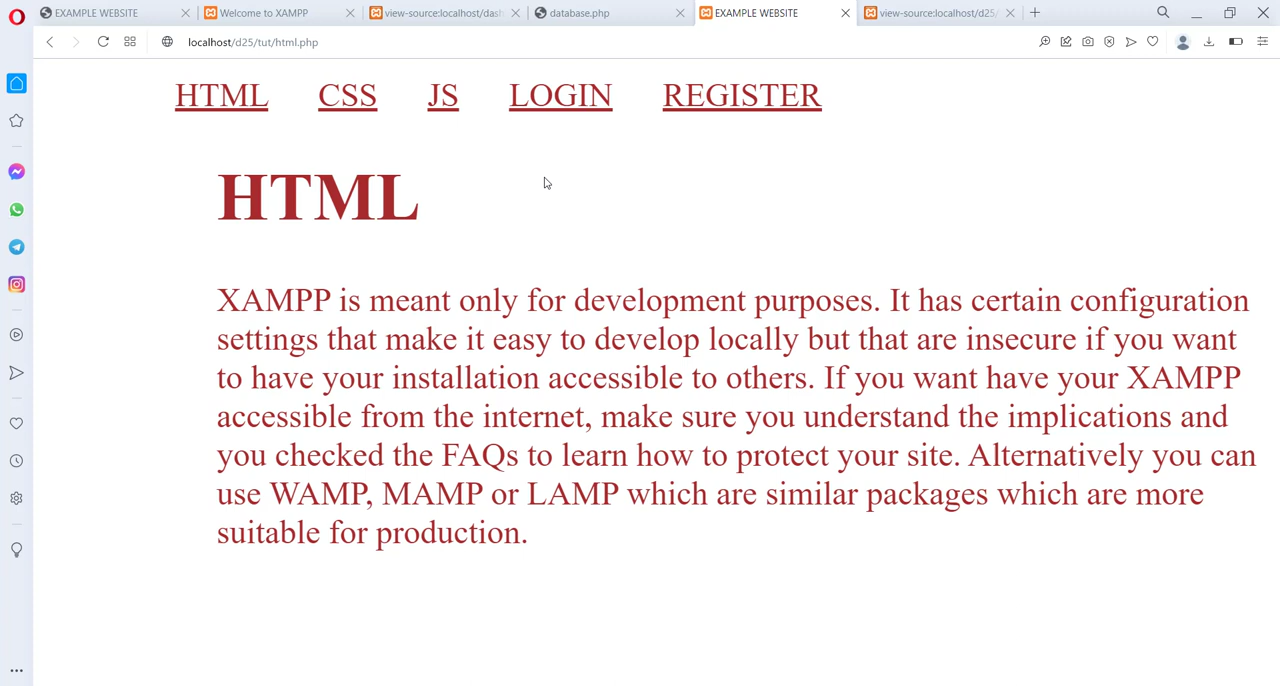 EXAMPLE WEBSITE Welcome to XAMPP view-source:localhost/dash database.php EXAMPLE WEBSITE view-source:localhost/d25/
localhost/d25/tut/html.php
HTML CSS JS LOGIN REGISTER
HTML
XAMPP is meant only for development purposes. It has certain configuration
settings that make it easy to develop locally but that are insecure if you want
to have your installation accessible to others. If you want have your XAMPP
accessible from the internet, make sure you understand the implications and
you checked the FAQs to learn how to protect your site. Alternatively you can
use WAMP, MAMP or LAMP which are similar packages which are more
suitable for production.